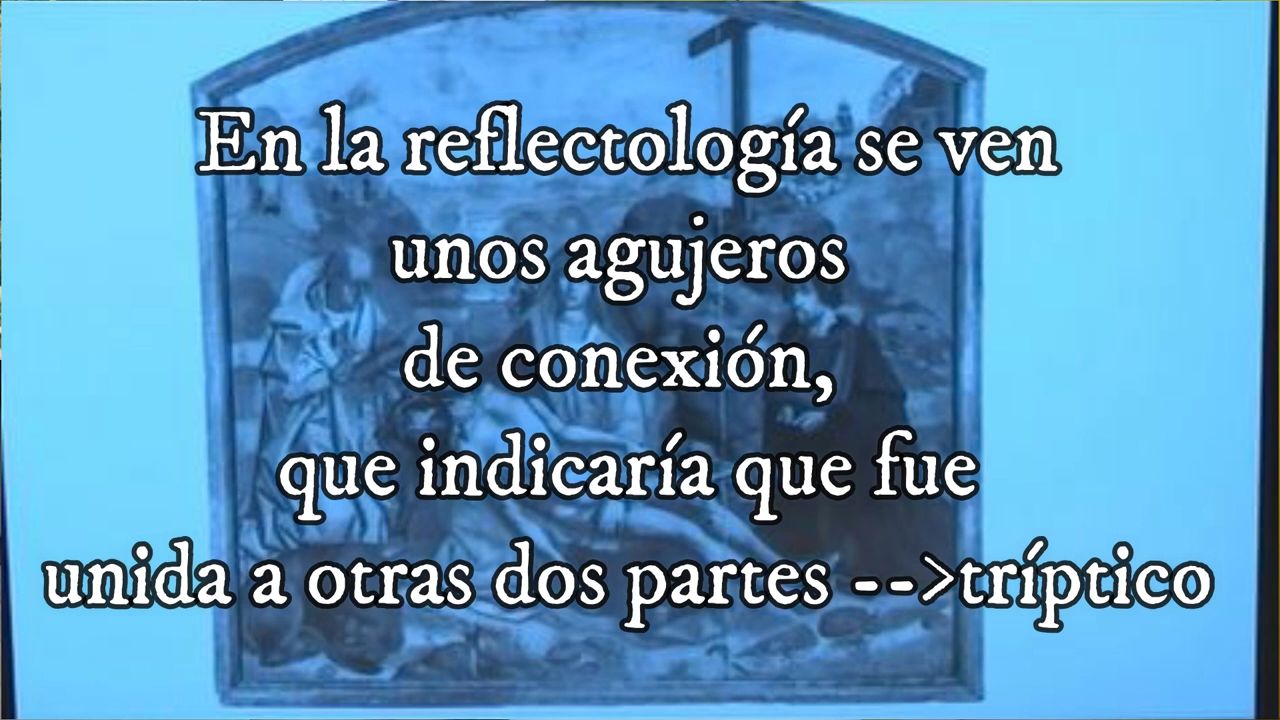 En la reflectología se ven
unos agujeros
de conexión,
que indicaría que fue
unida a otras dos partes -->tríptico